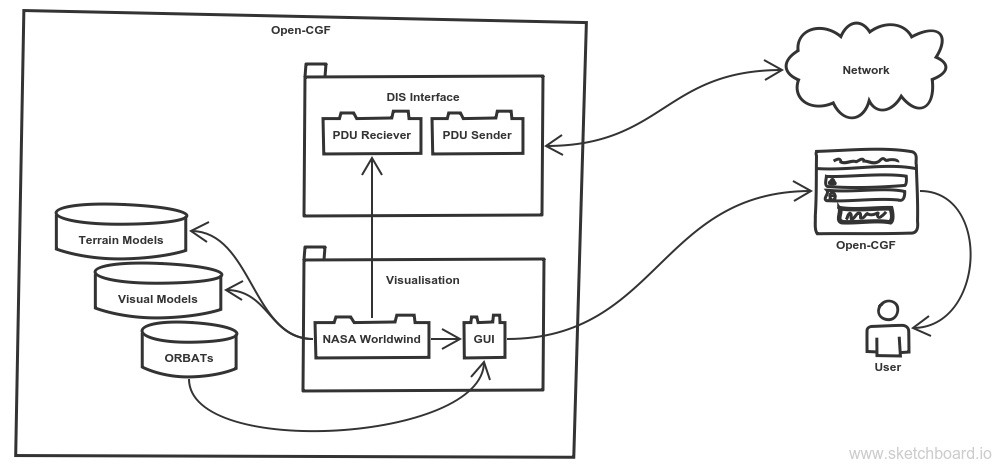 Open-CGF
DIS Interface
PDU Reciever
PDU Sender
Network
Terrain Models
Visual Models
ORBATs
Visualisation
NASA Worldwind
GUI
Open-CGF
User
www.sketchboard.io